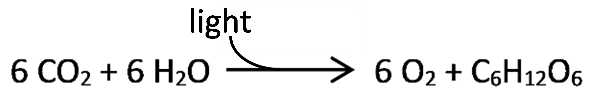 light
6 CO₂ + 6 H₂O ⟶ 6 O₂ + C₆H₁₂O₆